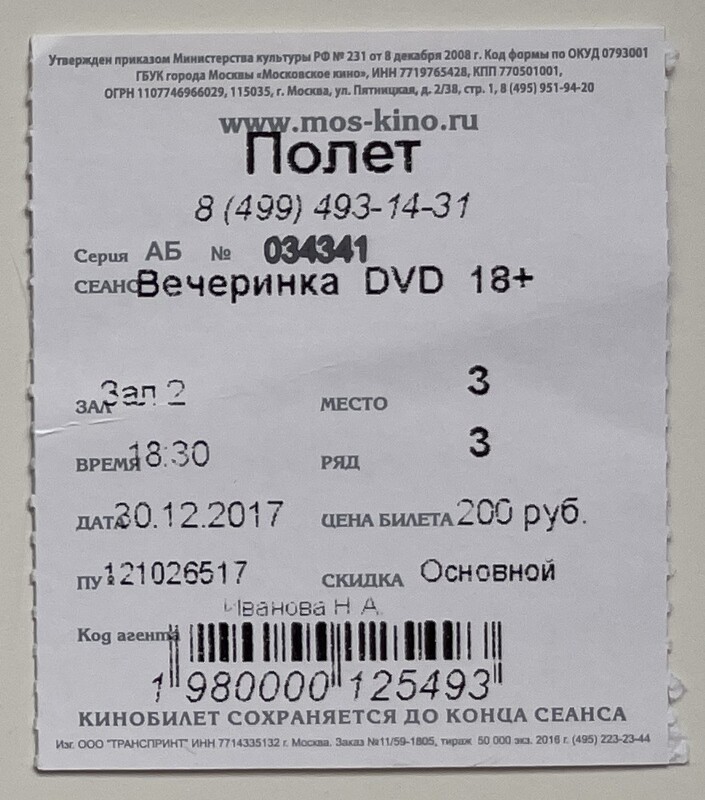 Утвержден приказом Министерства культуры РФ № 231 от 8 декабря 2008 г. Код формы по ОКУД 0793001
ГБУК города Москвы «Московское кино», ИНН 7719765428, КПП 770501001,
ОГРН 1107746966029, 115035, г. Москва, ул. Пятницкая, д. 2/38, стр. 1, 8 (495) 951-94-20
www.mos-kino.ru
Полет
8 (499) 493-14-31
Серия АБ № 034341
СЕАНС Вечеринка DVD 18+
ЗАЛ Зал 2 МЕСТО 3
ВРЕМЯ 18:30 РЯД 3
ДАТА 30.12.2017 ЦЕНА БИЛЕТА 200 руб.
ПУ 121026517 СКИДКА Основной
Иванова Н А
Код агента
1 980000 125493
КИНОБИЛЕТ СОХРАНЯЕТСЯ ДО КОНЦА СЕАНСА
Изг. ООО "ТРАНСПРИНТ" ИНН 7714335132 г. Москва. Заказ №11/59-1805, тираж 50 000 экз. 2016 г. (495) 223-23-44